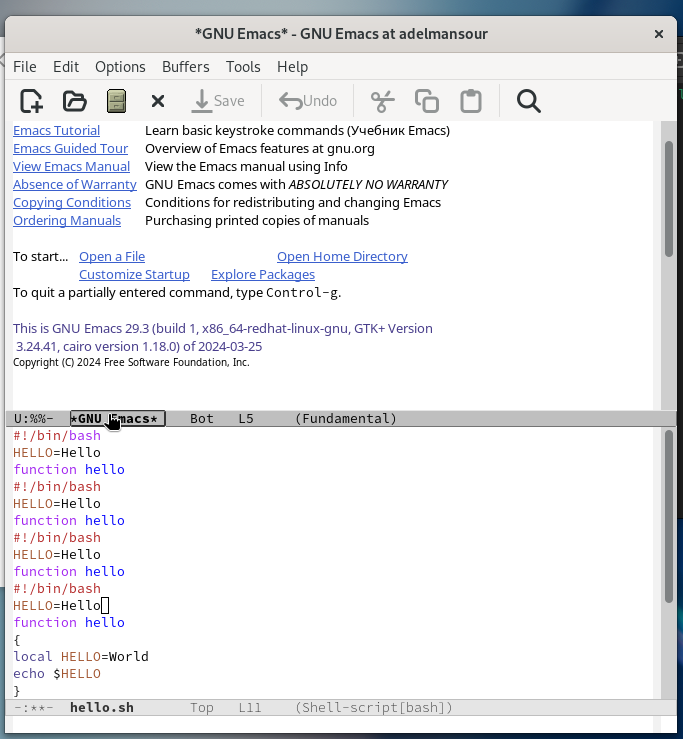 *GNU Emacs* - GNU Emacs at adelmansour ×
File Edit Options Buffers Tools Help
Save Undo
Emacs Tutorial Learn basic keystroke commands (Учебник Emacs)
Emacs Guided Tour Overview of Emacs features at gnu.org
View Emacs Manual View the Emacs manual using Info
Absence of Warranty GNU Emacs comes with ABSOLUTELY NO WARRANTY
Copying Conditions Conditions for redistributing and changing Emacs
Ordering Manuals Purchasing printed copies of manuals
To start... Open a File Open Home Directory
Customize Startup Explore Packages
To quit a partially entered command, type Control-g.
This is GNU Emacs 29.3 (build 1, x86_64-redhat-linux-gnu, GTK+ Version
3.24.41, cairo version 1.18.0) of 2024-03-25
Copyright (C) 2024 Free Software Foundation, Inc.
U:%%- *GNU Emacs* Bot L5 (Fundamental)
#!/bin/bash
HELLO=Hello
function hello
#!/bin/bash
HELLO=Hello
function hello
#!/bin/bash
HELLO=Hello
function hello
#!/bin/bash
HELLO=Hello
function hello
{
local HELLO=World
echo $HELLO
}
-:**- hello.sh Top L11 (Shell-script[bash])